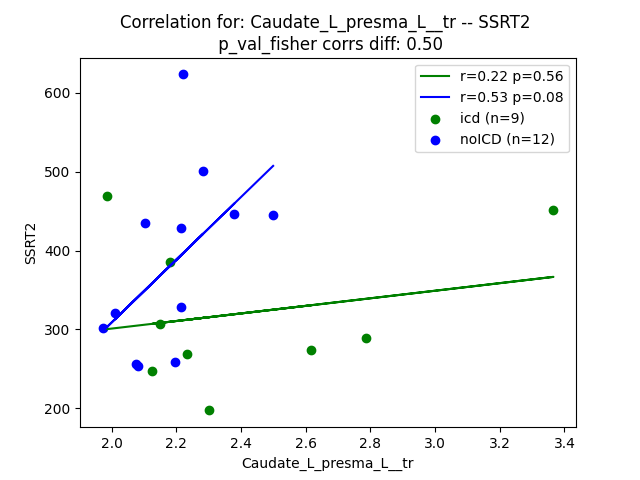 Correlation for: Caudate_L_presma_L__tr -- SSRT2
p_val_fisher corrs diff: 0.50
r=0.22 p=0.56
r=0.53 p=0.08
icd (n=9)
noICD (n=12)
600
500
400
300
200
SSRT2
2.0 2.2 2.4 2.6 2.8 3.0 3.2 3.4
Caudate_L_presma_L__tr